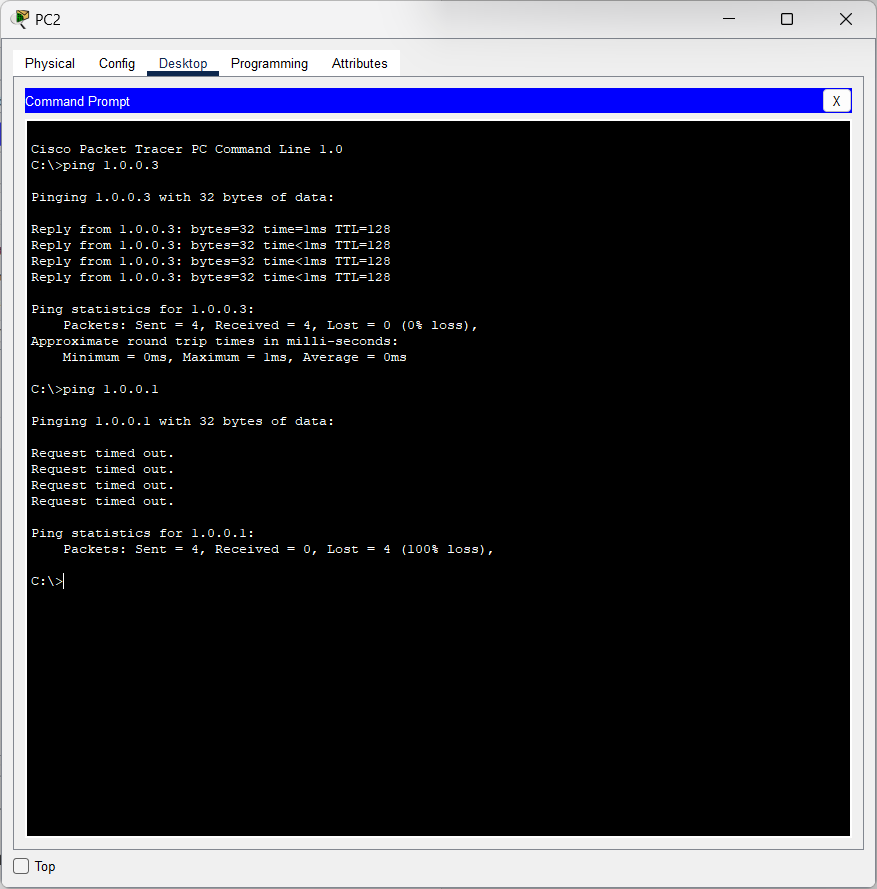 PC2
Physical Config Desktop Programming Attributes
Command Prompt X
Cisco Packet Tracer PC Command Line 1.0
C:\>ping 1.0.0.3
Pinging 1.0.0.3 with 32 bytes of data:
Reply from 1.0.0.3: bytes=32 time=1ms TTL=128
Reply from 1.0.0.3: bytes=32 time<1ms TTL=128
Reply from 1.0.0.3: bytes=32 time<1ms TTL=128
Reply from 1.0.0.3: bytes=32 time<1ms TTL=128
Ping statistics for 1.0.0.3:
Packets: Sent = 4, Received = 4, Lost = 0 (0% loss),
Approximate round trip times in milli-seconds:
Minimum = 0ms, Maximum = 1ms, Average = 0ms
C:\>ping 1.0.0.1
Pinging 1.0.0.1 with 32 bytes of data:
Request timed out.
Request timed out.
Request timed out.
Request timed out.
Ping statistics for 1.0.0.1:
Packets: Sent = 4, Received = 0, Lost = 4 (100% loss),
C:\>
Top